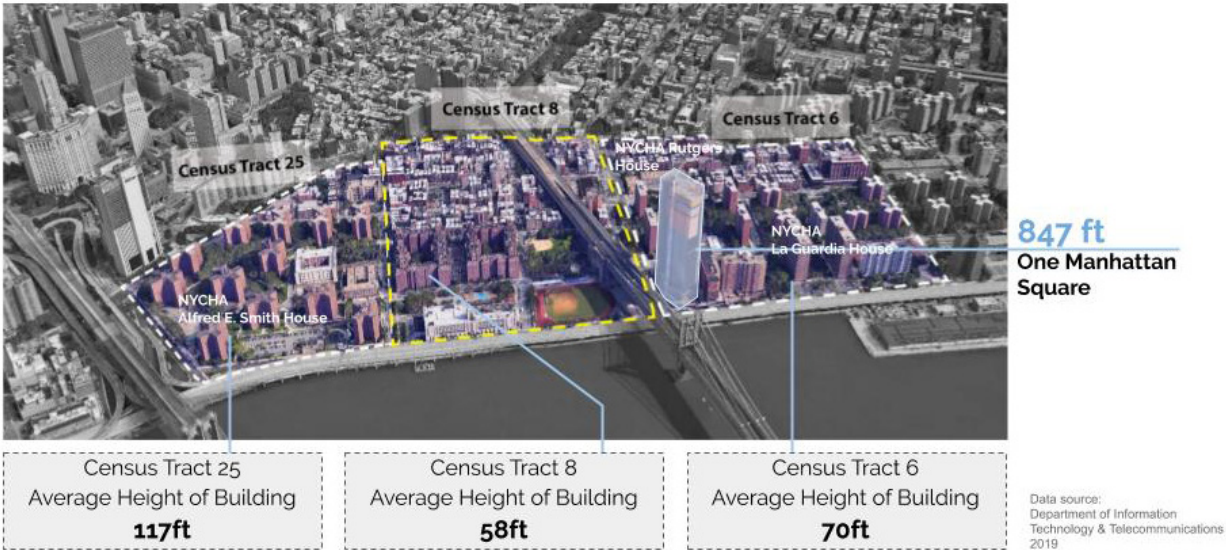 Census Tract 8
Census Tract 6
Census Tract 25
NYCHA Rutgers
House
NYCHA
La Guardia House
NYCHA
Alfred E. Smith House
847 ft
One Manhattan
Square
Census Tract 25
Average Height of Building
117ft
Census Tract 8
Average Height of Building
58ft
Census Tract 6
Average Height of Building
70ft
Data source:
Department of Information
Technology & Telecommunications
2019